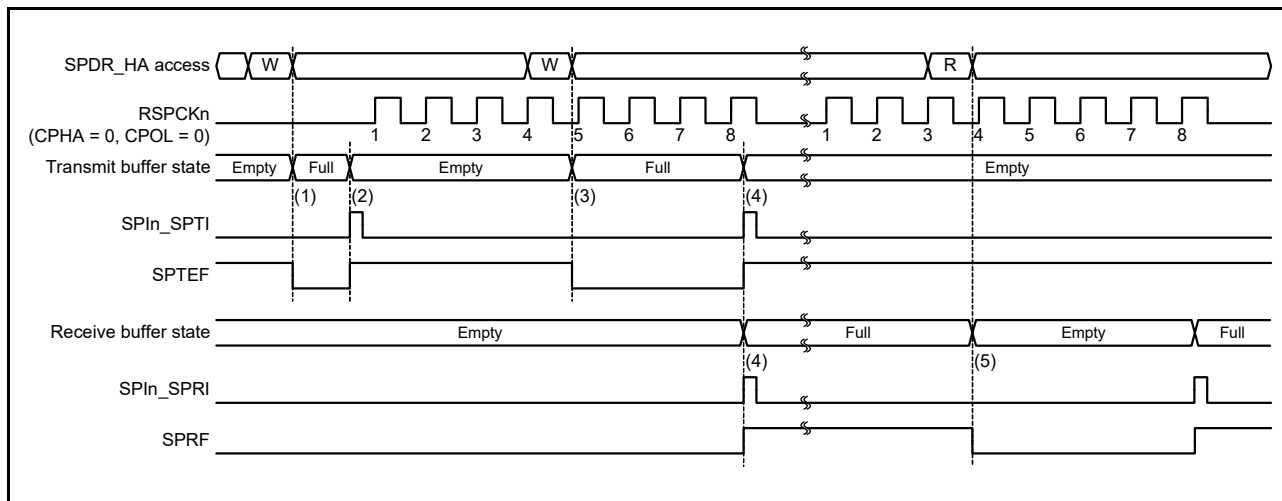 SPDR_HA access W W R
RSPCKn
(CPHA = 0, CPOL = 0)
1 2 3 4 5 6 7 8 1 2 3 4 5 6 7 8
Transmit buffer state Empty Full Empty Full Empty
(1) (2) (3) (4)
SPIn_SPTI
SPTEF
Receive buffer state Empty Full Empty Full
(4) (5)
SPIn_SPRI
SPRF